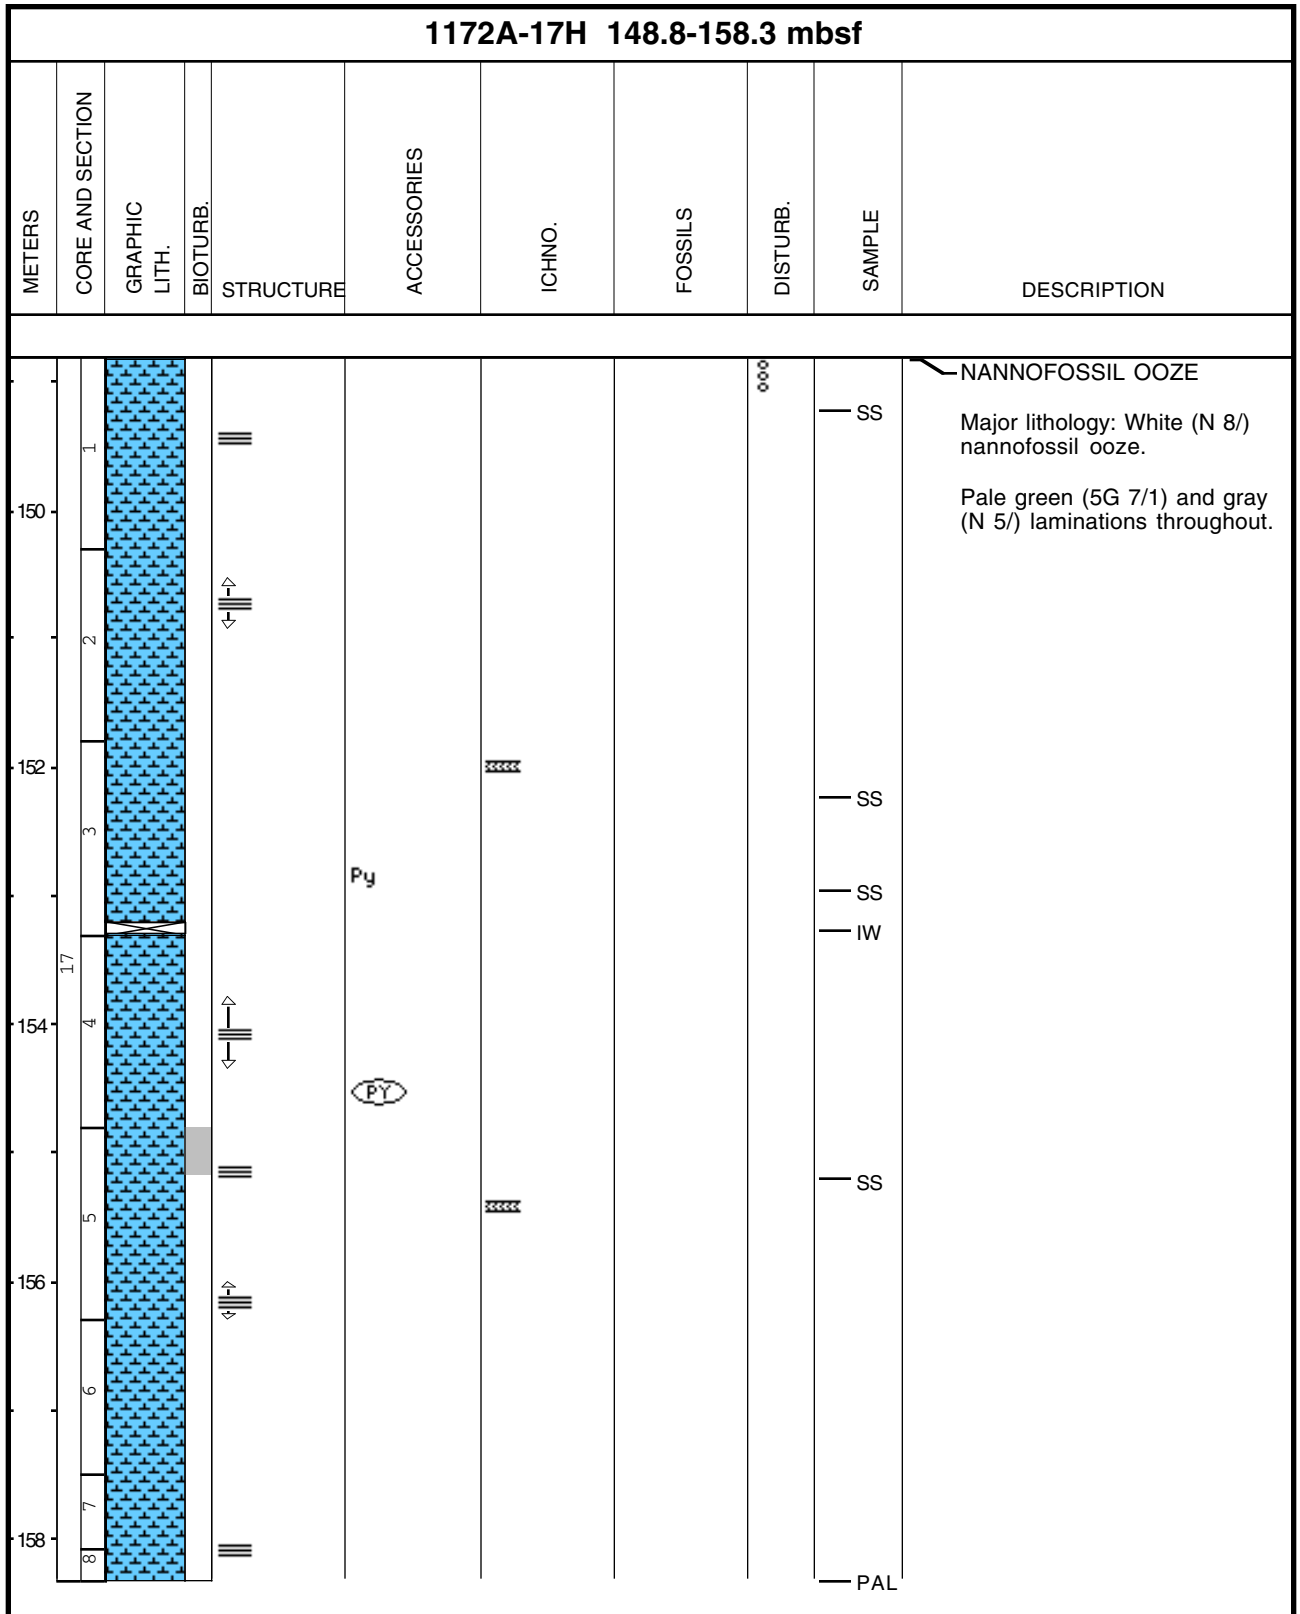 1172A-17H 148.8-158.3 mbsf
METERS
CORE AND SECTION
GRAPHIC
LITH.
BIOTURB.
STRUCTURE
ACCESSORIES
ICHNO.
FOSSILS
DISTURB.
SAMPLE
DESCRIPTION
NANNOFOSSIL OOZE
SS
Major lithology: White (N 8/)
nannofossil ooze.
1
Pale green (5G 7/1) and gray
(N 5/) laminations throughout.
150
2
152
SS
3
Py
SS
IW
17
4
154
PY
SS
5
156
6
7
158
8
PAL